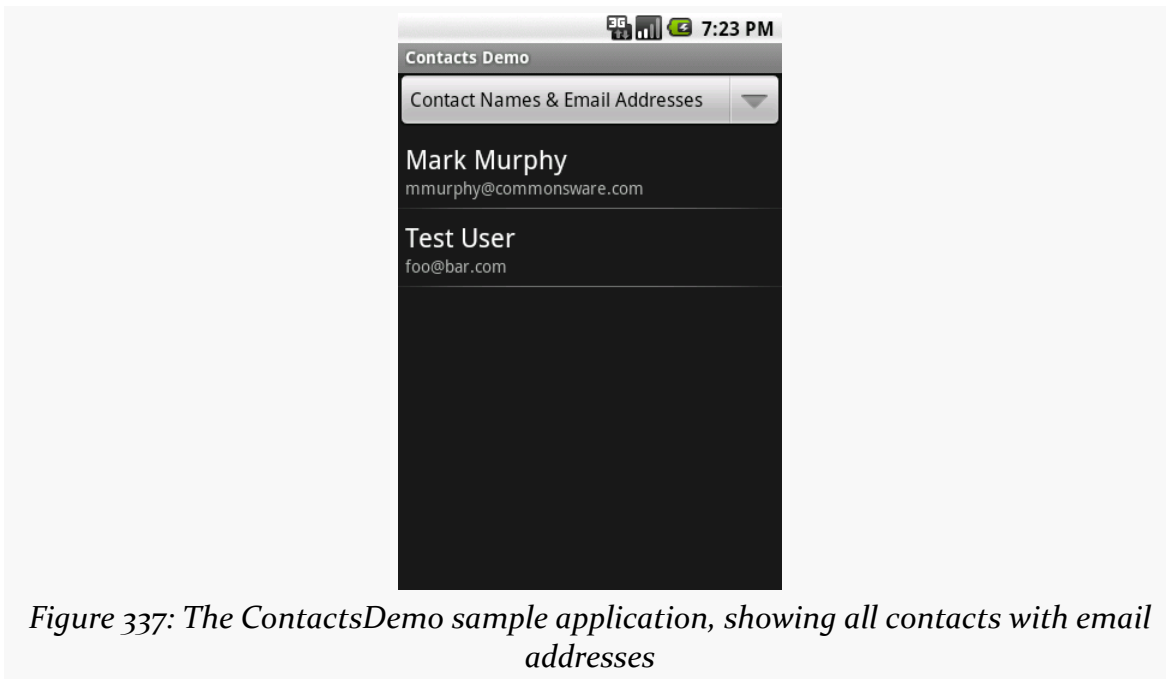 3G 7:23 PM
Contacts Demo
Contact Names & Email Addresses
Mark Murphy
mmurphy@commonsware.com
Test User
foo@bar.com
Figure 337: The ContactsDemo sample application, showing all contacts with email
addresses